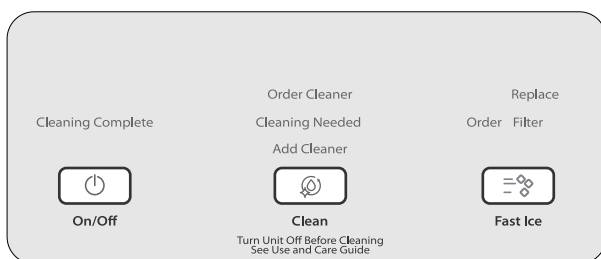 Order Cleaner
Replace
Cleaning Complete
Cleaning Needed
Order Filter
Add Cleaner
On/Off
Clean
Fast Ice
Turn Unit Off Before Cleaning
See Use and Care Guide